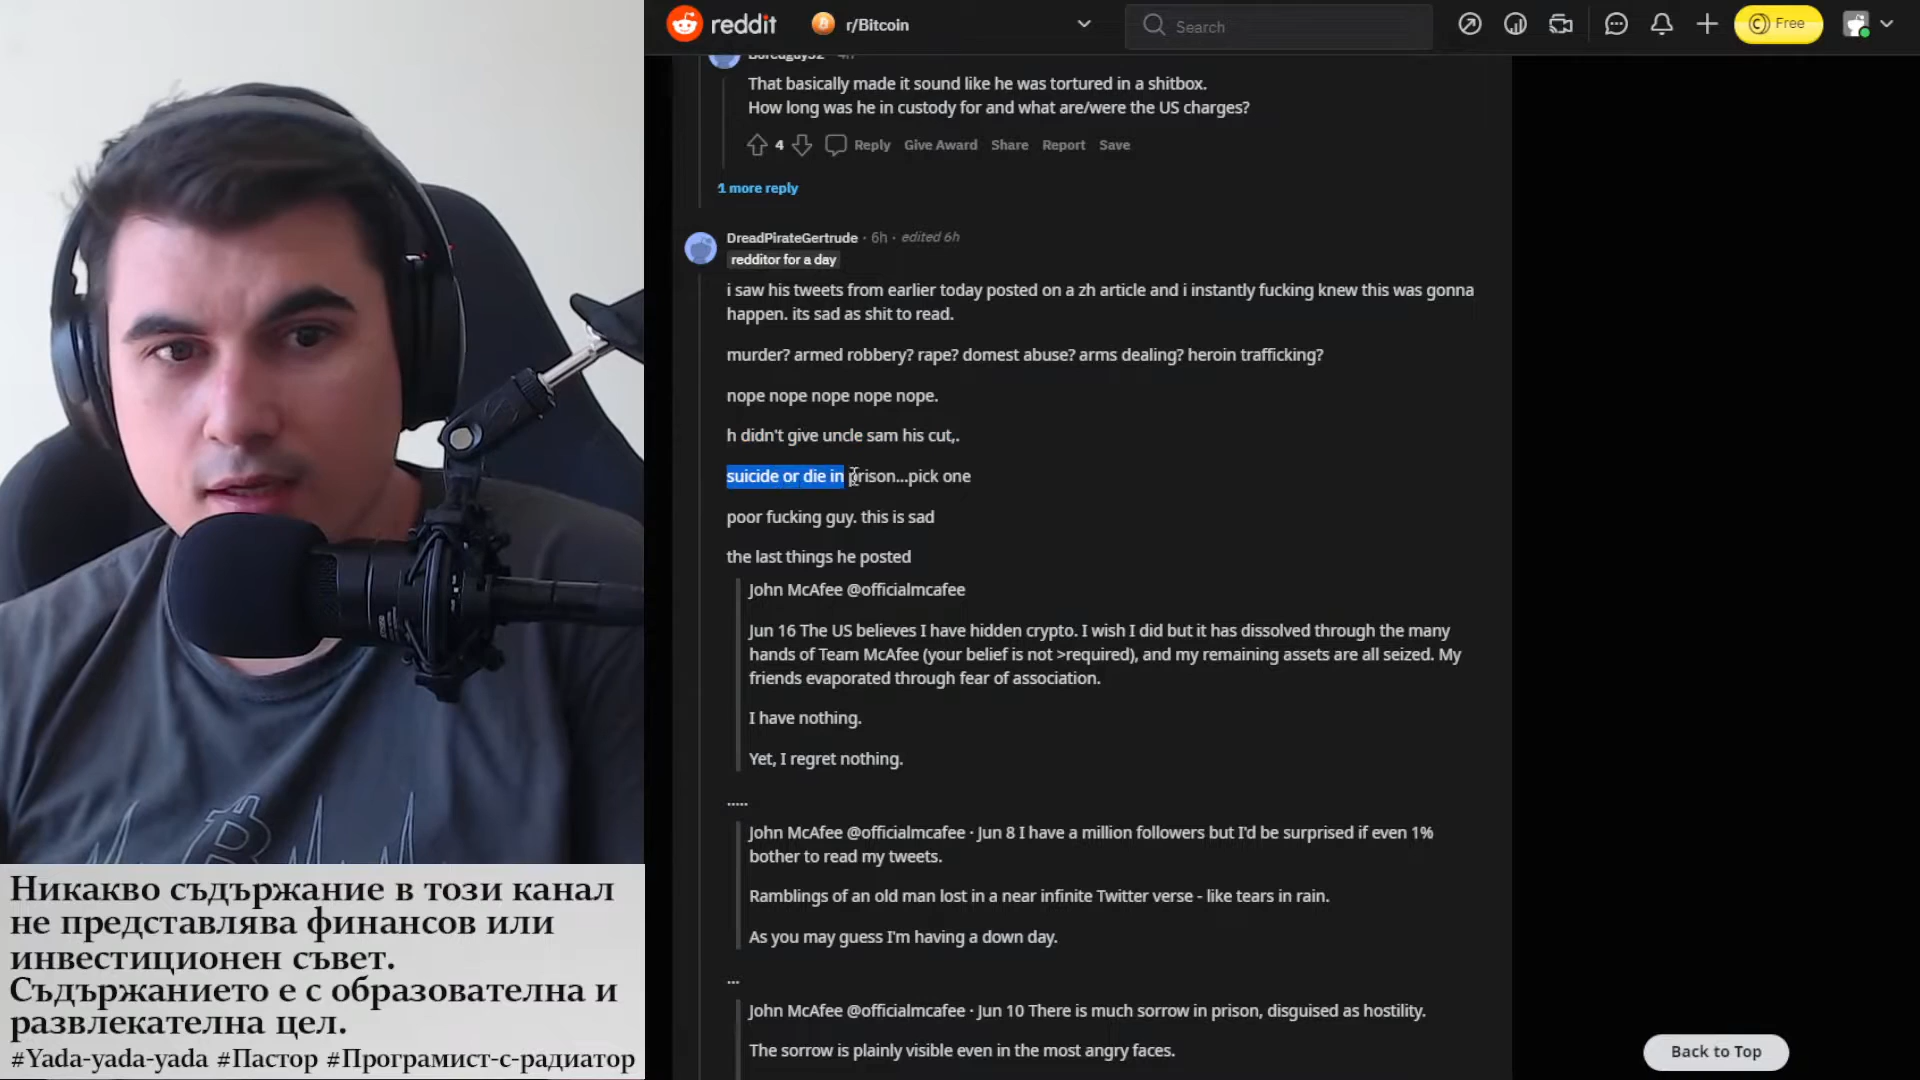 reddit
r/Bitcoin
Search
Free
That basically made it sound like he was tortured in a shitbox.
How long was he in custody for and what are/were the US charges?
4 Reply Give Award Share Report Save
1 more reply
DreadPirateGertrude · 6h · edited 6h
redditor for a day
i saw his tweets from earlier today posted on a zh article and i instantly fucking knew this was gonna
happen. its sad as shit to read.
murder? armed robbery? rape? domest abuse? arms dealing? heroin trafficking?
nope nope nope nope nope.
h didn't give uncle sam his cut,.
suicide or die in prison...pick one
poor fucking guy. this is sad
the last things he posted
John McAfee @officialmcafee
Jun 16 The US believes I have hidden crypto. I wish I did but it has dissolved through the many
hands of Team McAfee (your belief is not >required), and my remaining assets are all seized. My
friends evaporated through fear of association.
I have nothing.
Yet, I regret nothing.
.....
John McAfee @officialmcafee · Jun 8 I have a million followers but I'd be surprised if even 1%
bother to read my tweets.
Ramblings of an old man lost in a near infinite Twitter verse - like tears in rain.
As you may guess I'm having a down day.
...
John McAfee @officialmcafee · Jun 10 There is much sorrow in prison, disguised as hostility.
The sorrow is plainly visible even in the most angry faces.
Back to Top
Никакво съдържание в този канал
не представлява финансов или
инвестиционен съвет.
Съдържанието е с образователна и
развлекателна цел.
#Yada-yada-yada #Пастор #Програмист-с-радиатор